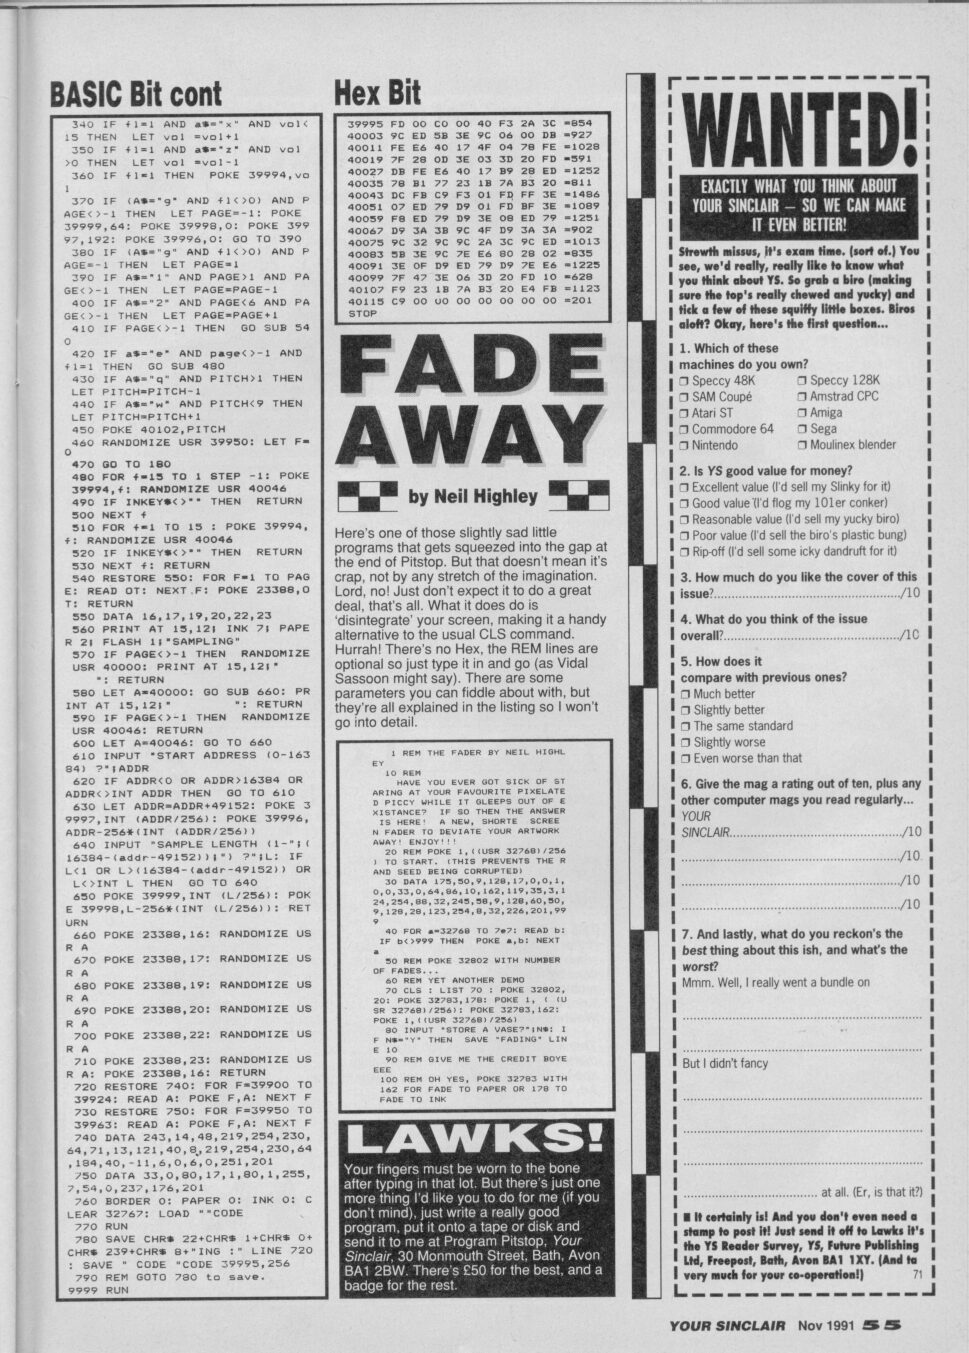 BASIC Bit cont
340 IF f1=1 AND a$="x" AND vol<
15 THEN  LET vol =vol+1
350 IF f1=1 AND a$="z" AND vol
>0 THEN  LET vol =vol-1
360 IF f1=1 THEN  POKE 39994,vo
l
370 IF (A$="g" AND f1<>0) AND P
AGE<>-1 THEN  LET PAGE=-1: POKE
39999,64: POKE 39998,0: POKE 399
97,192: POKE 39996,0: GO TO 390
380 IF (A$="g" AND f1<>0) AND P
AGE=-1 THEN  LET PAGE=1
390 IF A$="1" AND PAGE>1 AND PA
GE<>-1 THEN  LET PAGE=PAGE-1
400 IF A$="2" AND PAGE<6 AND PA
GE<>-1 THEN  LET PAGE=PAGE+1
410 IF PAGE<>-1 THEN  GO SUB 54
0
420 IF a$="e" AND page<>-1 AND
f1=1 THEN  GO SUB 480
430 IF A$="q" AND PITCH>1 THEN
LET PITCH=PITCH-1
440 IF A$="w" AND PITCH<9 THEN
LET PITCH=PITCH+1
450 POKE 40102,PITCH
460 RANDOMIZE USR 39950: LET F=
0
470 GO TO 180
480 FOR f=15 TO 1 STEP -1: POKE
39994,f: RANDOMIZE USR 40046
490 IF INKEY$<>"" THEN  RETURN
500 NEXT f
510 FOR f=1 TO 15 : POKE 39994,
f: RANDOMIZE USR 40046
520 IF INKEY$<>"" THEN  RETURN
530 NEXT f: RETURN
540 RESTORE 550: FOR F=1 TO PAG
E: READ OT: NEXT F: POKE 23388,O
T: RETURN
550 DATA 16,17,19,20,22,23
560 PRINT AT 15,12; INK 7; PAPE
R 2; FLASH 1;"SAMPLING"
570 IF PAGE<>-1 THEN  RANDOMIZE
USR 40000: PRINT AT 15,12;"
": RETURN
580 LET A=40000: GO SUB 660: PR
INT AT 15,12;"        ": RETURN
590 IF PAGE<>-1 THEN  RANDOMIZE
USR 40046: RETURN
600 LET A=40046: GO TO 660
610 INPUT "START ADDRESS (0-163
84) ?";ADDR
620 IF ADDR<0 OR ADDR>16384 OR
ADDR<>INT ADDR THEN  GO TO 610
630 LET ADDR=ADDR+49152: POKE 3
9997,INT (ADDR/256): POKE 39996,
ADDR-256*(INT (ADDR/256))
640 INPUT "SAMPLE LENGTH (1-";(
16384-(addr-49152));") ?";L: IF
L<1 OR L>(16384-(addr-49152)) OR
L<>INT L THEN  GO TO 640
650 POKE 39999,INT (L/256): POK
E 39998,L-256*(INT (L/256)): RET
URN
660 POKE 23388,16: RANDOMIZE US
R A
670 POKE 23388,17: RANDOMIZE US
R A
680 POKE 23388,19: RANDOMIZE US
R A
690 POKE 23388,20: RANDOMIZE US
R A
700 POKE 23388,22: RANDOMIZE US
R A
710 POKE 23388,23: RANDOMIZE US
R A: POKE 23388,16: RETURN
720 RESTORE 740: FOR F=39900 TO
39924: READ A: POKE F,A: NEXT F
730 RESTORE 750: FOR F=39950 TO
39963: READ A: POKE F,A: NEXT F
740 DATA 243,14,48,219,254,230,
64,71,13,121,40,8,219,254,230,64
,184,40,-11,6,0,6,0,251,201
750 DATA 33,0,80,17,1,80,1,255,
7,54,0,237,176,201
760 BORDER 0: PAPER 0: INK 0: C
LEAR 32767: LOAD ""CODE
770 RUN
780 SAVE CHR$ 22+CHR$ 1+CHR$ 0+
CHR$ 239+CHR$ 8+"ING :" LINE 720
: SAVE " CODE "CODE 39995,256
790 REM GOTO 780 to save.
9999 RUN
Hex Bit
39995 FD 00 C0 00 40 F3 2A 3C =854
40003 9C ED 5B 3E 9C 06 00 DB =927
40011 FE E6 40 17 4F 04 78 FE =1028
40019 7F 28 0D 3E 03 3D 20 FD =591
40027 DB FE E6 40 17 B9 28 ED =1252
40035 78 B1 77 23 1B 7A B3 20 =811
40043 DC FB C9 F3 01 FD FF 3E =1486
40051 07 ED 79 D9 01 FD BF 3E =1089
40059 F8 ED 79 D9 3E 08 ED 79 =1251
40067 D9 3A 3B 9C 4F D9 3A 3A =902
40075 9C 32 9C 9C 2A 3C 9C ED =1013
40083 5B 3E 9C 7E E6 80 28 02 =835
40091 3E 0F D9 ED 79 D9 7E E6 =1225
40099 7F 47 3E 06 3D 20 FD 10 =628
40107 F9 23 1B 7A B3 20 E4 FB =1123
40115 C9 00 00 00 00 00 00 00 =201
STOP
FADE
AWAY
by Neil Highley
Here's one of those slightly sad little
programs that gets squeezed into the gap at
the end of Pitstop. But that doesn't mean it's
crap, not by any stretch of the imagination.
Lord, no! Just don't expect it to do a great
deal, that's all. What it does do is
'disintegrate' your screen, making it a handy
alternative to the usual CLS command.
Hurrah! There's no Hex, the REM lines are
optional so just type it in and go (as Vidal
Sassoon might say). There are some
parameters you can fiddle about with, but
they're all explained in the listing so I won't
go into detail.
1 REM THE FADER BY NEIL HIGHL
EY
10 REM
HAVE YOU EVER GOT SICK OF ST
ARING AT YOUR FAVOURITE PIXELATE
D PICCY WHILE IT GLEEPS OUT OF E
XISTANCE?  IF SO THEN THE ANSWER
IS HERE!  A NEW, SHORTE  SCREE
N FADER TO DEVIATE YOUR ARTWORK
AWAY! ENJOY!!!
20 REM POKE 1,((USR 32768)/256
) TO START. (THIS PREVENTS THE R
AND SEED BEING CORRUPTED)
30 DATA 175,50,9,128,17,0,0,1,
0,0,33,0,64,86,10,162,119,35,3,1
24,254,88,32,245,58,9,128,60,50,
9,128,28,123,254,8,32,226,201,99
9
40 FOR a=32768 TO 7e7: READ b:
IF b<>999 THEN  POKE a,b: NEXT
a
50 REM POKE 32802 WITH NUMBER
OF FADES...
60 REM YET ANOTHER DEMO
70 CLS : LIST 70 : POKE 32802,
20: POKE 32783,178: POKE 1, ( (U
SR 32768)/256): POKE 32783,162:
POKE 1,((USR 32768)/256)
80 INPUT "STORE A VASE?";N$: I
F N$="Y" THEN  SAVE "FADING" LIN
E 10
90 REM GIVE ME THE CREDIT BOYE
EEE
100 REM OH YES, POKE 32783 WITH
162 FOR FADE TO PAPER OR 178 TO
FADE TO INK
LAWKS!
Your fingers must be worn to the bone
after typing in that lot. But there's just one
more thing I'd like you to do for me (if you
don't mind), just write a really good
program, put it onto a tape or disk and
send it to me at Program Pitstop, Your
Sinclair, 30 Monmouth Street, Bath, Avon
BA1 2BW. There's £50 for the best, and a
badge for the rest.
WANTED!
EXACTLY WHAT YOU THINK ABOUT
YOUR SINCLAIR – SO WE CAN MAKE
IT EVEN BETTER!
Strewth missus, it's exam time. (sort of.) You
see, we'd really, really like to know what
you think about YS. So grab a biro (making
sure the top's really chewed and yucky) and
tick a few of these squiffy little boxes. Biros
aloft? Okay, here's the first question...
1. Which of these
machines do you own?
❒ Speccy 48K ❒ Speccy 128K
❒ SAM Coupé ❒ Amstrad CPC
❒ Atari ST ❒ Amiga
❒ Commodore 64 ❒ Sega
❒ Nintendo ❒ Moulinex blender
2. Is YS good value for money?
❒ Excellent value (I'd sell my Slinky for it)
❒ Good value (I'd flog my 101er conker)
❒ Reasonable value (I'd sell my yucky biro)
❒ Poor value (I'd sell the biro's plastic bung)
❒ Rip-off (I'd sell some icky dandruft for it)
3. How much do you like the cover of this
issue?................................................/10
4. What do you think of the issue
overall?............................................./10
5. How does it
compare with previous ones?
❒ Much better
❒ Slightly better
❒ The same standard
❒ Slightly worse
❒ Even worse than that
6. Give the mag a rating out of ten, plus any
other computer mags you read regularly...
YOUR
SINCLAIR............................................/10
......................................................../10
......................................................../10
......................................................../10
7. And lastly, what do you reckon's the
best thing about this ish, and what's the
worst?
Mmm. Well, I really went a bundle on
............................................................
............................................................
But I didn't fancy
............................................................
............................................................
............................................................
.................................. at all. (Er, is that it?)
■ It certainly is! And you don't even need a
stamp to post it! Just send it off to Lawks it's
the YS Reader Survey, YS, Future Publishing
Ltd, Freepost, Bath, Avon BA1 1XY. (And ta
very much for your co-operation!) 71
YOUR SINCLAIR Nov 1991 55